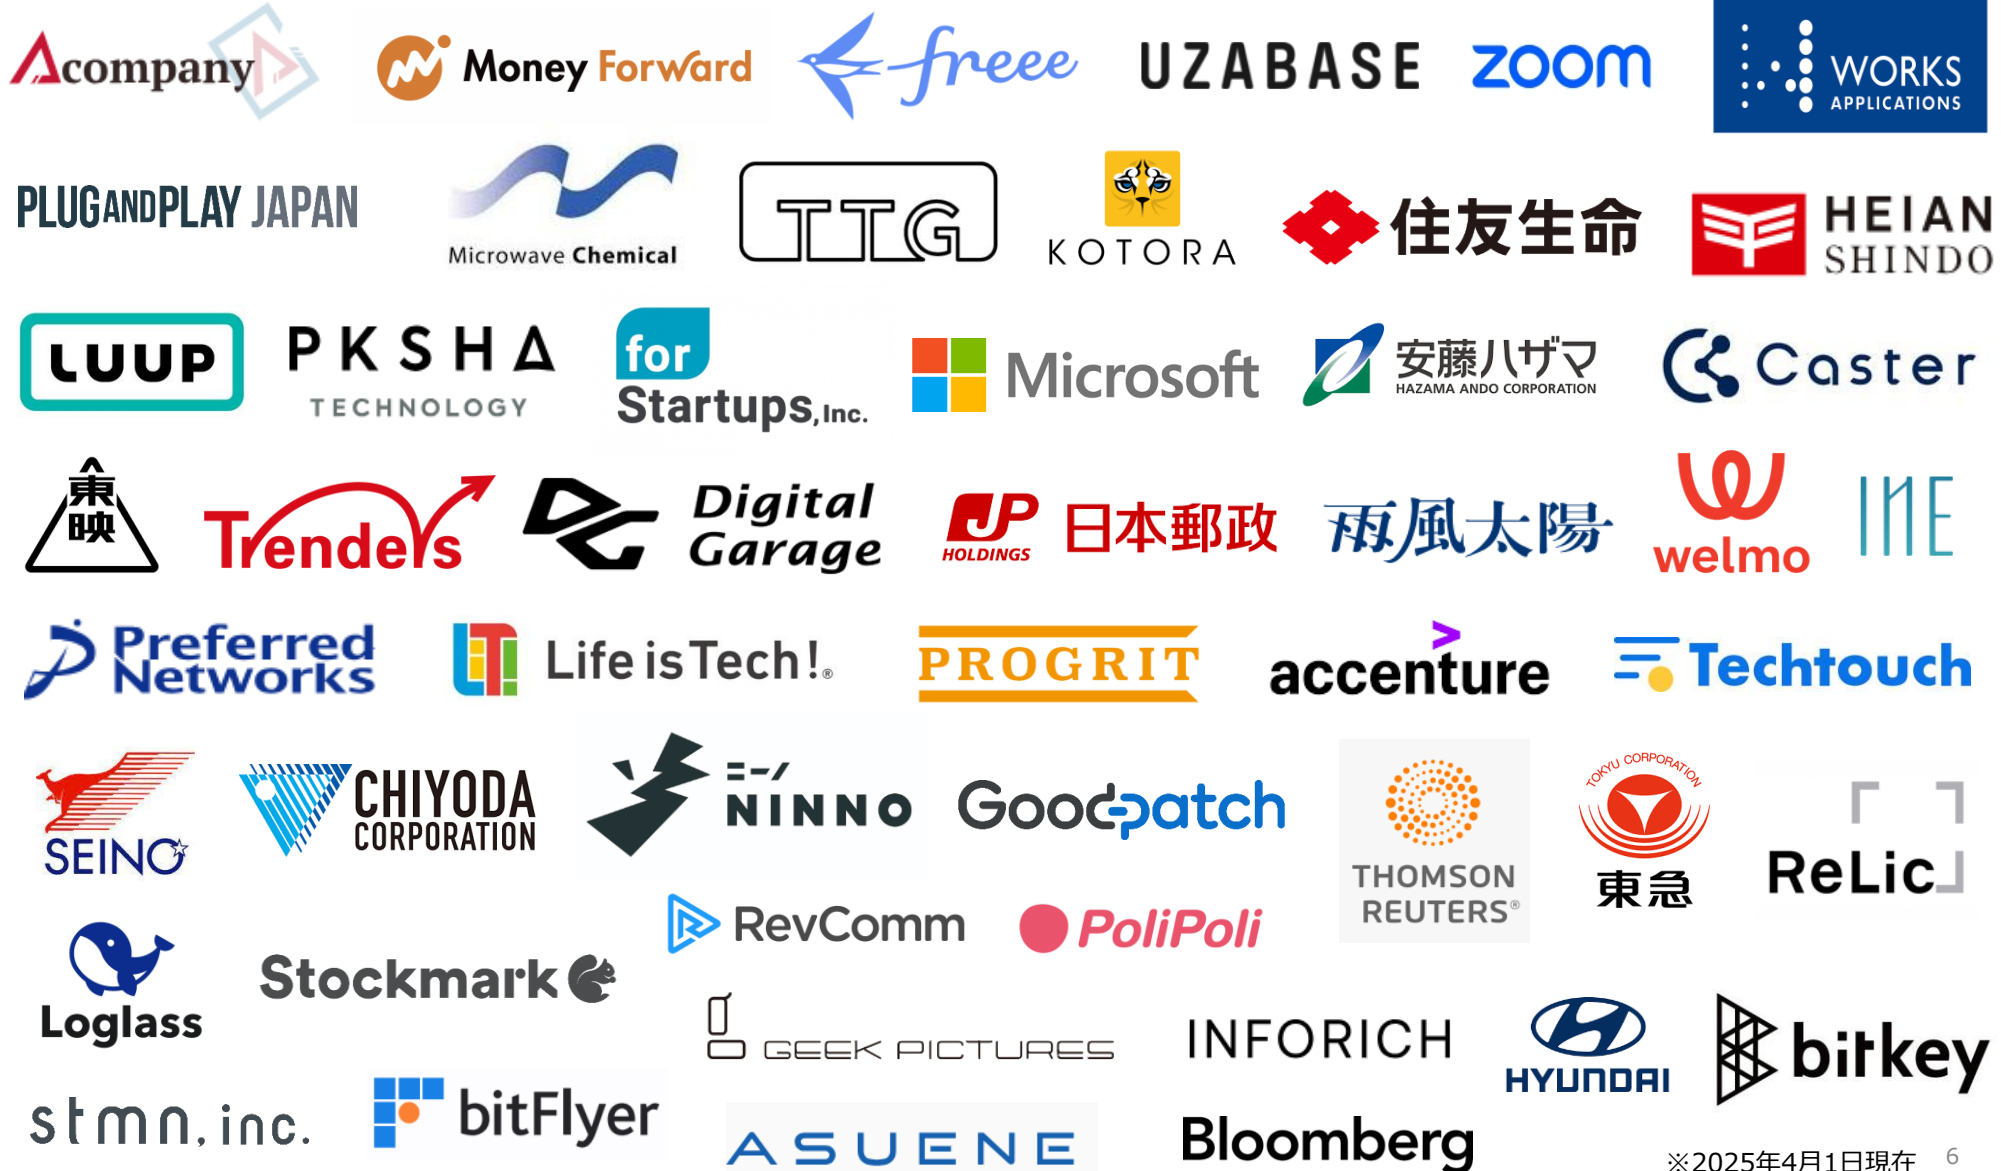 Acompany
Money Forward
freee
UZABASE
zoom
WORKS
APPLICATIONS
PLUGANDPLAY JAPAN
Microwave Chemical
TTG
KOTORA
住友生命
HEIAN
SHINDO
LUUP
PKSHA
TECHNOLOGY
for
Startups,Inc.
Microsoft
安藤ハザマ
HAZAMA ANDO CORPORATION
Caster
東映
Trenders
DG
Digital
Garage
JP
HOLDINGS
日本郵政
雨風太陽
welmo
INE
Preferred
Networks
Life is Tech!®
PROGRIT
accenture
Techtouch
SEINO
CHIYODA
CORPORATION
ニーノ
NINNO
Goodpatch
THOMSON
REUTERS®
TOKYU CORPORATION
東急
ReLic
RevComm
PoliPoli
Loglass
Stockmark
GEEK PICTURES
INFORICH
HYUNDAI
bitkey
stmn, inc.
bitFlyer
ASUENE
Bloomberg
※2025年4月1日現在
6